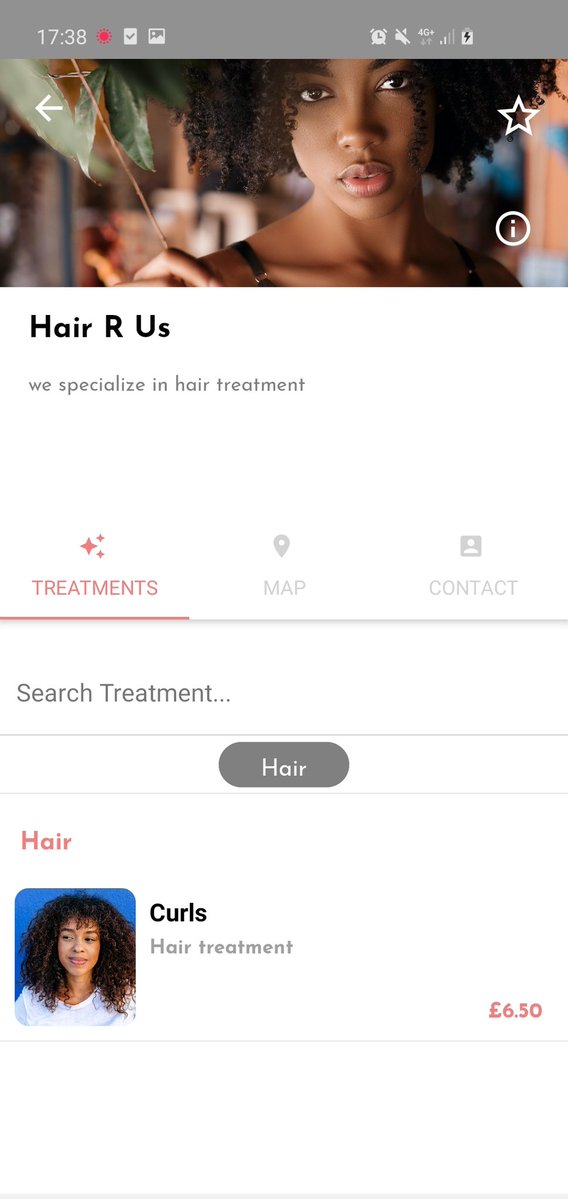 17:38
4G+
Hair R Us
we specialize in hair treatment
TREATMENTS
MAP
CONTACT
Search Treatment...
Hair
Hair
Curls
Hair treatment
£6.50